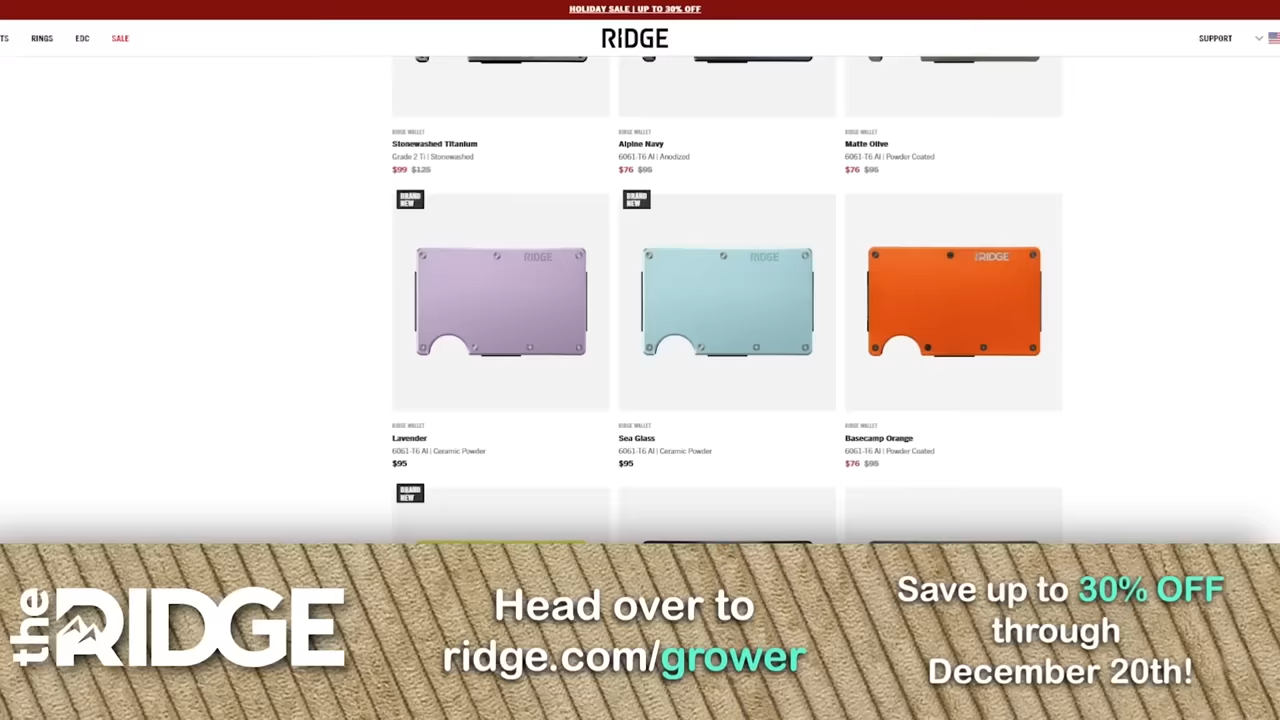 HOLIDAY SALE | UP TO 30% OFF
TS RINGS EDC SALE RIDGE SUPPORT
RIDGE WALLET RIDGE WALLET RIDGE WALLET
Stonewashed Titanium Alpine Navy Matte Olive
Grade 2 Ti | Stonewashed 6061-T6 Al | Anodized 6061-T6 Al | Powder Coated
$99 $125 $76 $95 $76 $95
BRAND NEW BRAND NEW
RIDGE RIDGE RIDGE
RIDGE WALLET RIDGE WALLET RIDGE WALLET
Lavender Sea Glass Basecamp Orange
6061-T6 Al | Ceramic Powder 6061-T6 Al | Ceramic Powder 6061-T6 Al | Powder Coated
$95 $95 $76 $95
BRAND NEW
the RIDGE
Head over to
ridge.com/grower
Save up to 30% OFF
through
December 20th!